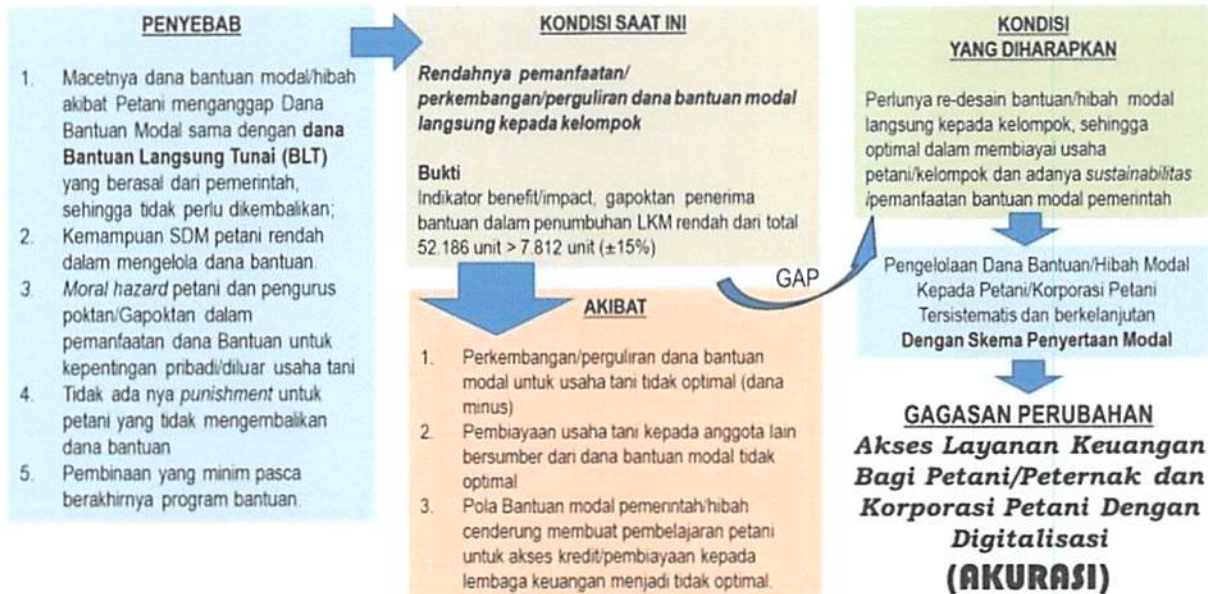 PENYEBAB
1. Macetnya dana bantuan modal/hibah
akibat Petani menganggap Dana
Bantuan Modal sama dengan dana
Bantuan Langsung Tunai (BLT)
yang berasal dari pemerintah,
sehingga tidak perlu dikembalikan;
2. Kemampuan SDM petani rendah
dalam mengelola dana bantuan.
3. Moral hazard petani dan pengurus
poktan/Gapoktan dalam
pemanfaatan dana Bantuan untuk
kepentingan pribadi/diluar usaha tani
4. Tidak ada nya punishment untuk
petani yang tidak mengembalikan
dana bantuan
5. Pembinaan yang minim pasca
berakhirnya program bantuan.
KONDISI SAAT INI
Rendahnya pemanfaatan/
perkembangan/perguliran dana bantuan modal
langsung kepada kelompok
Bukti
Indikator benefit/impact, gapoktan penerima
bantuan dalam penumbuhan LKM rendah dari total
52.186 unit > 7.812 unit (±15%)
AKIBAT
1. Perkembangan/perguliran dana bantuan
modal untuk usaha tani tidak optimal (dana
minus)
2. Pembiayaan usaha tani kepada anggota lain
bersumber dari dana bantuan modal tidak
optimal
3. Pola Bantuan modal pemerintah/hibah
cenderung membuat pembelajaran petani
untuk akses kredit/pembiayaan kepada
lembaga keuangan menjadi tidak optimal.
GAP
KONDISI
YANG DIHARAPKAN
Perlunya re-desain bantuan/hibah modal
langsung kepada kelompok, sehingga
optimal dalam membiayai usaha
petani/kelompok dan adanya sustainabilitas
/pemanfaatan bantuan modal pemerintah
Pengelolaan Dana Bantuan/Hibah Modal
Kepada Petani/Korporasi Petani
Tersistematis dan berkelanjutan
Dengan Skema Penyertaan Modal
GAGASAN PERUBAHAN
Akses Layanan Keuangan
Bagi Petani/Peternak dan
Korporasi Petani Dengan
Digitalisasi
(AKURASI)